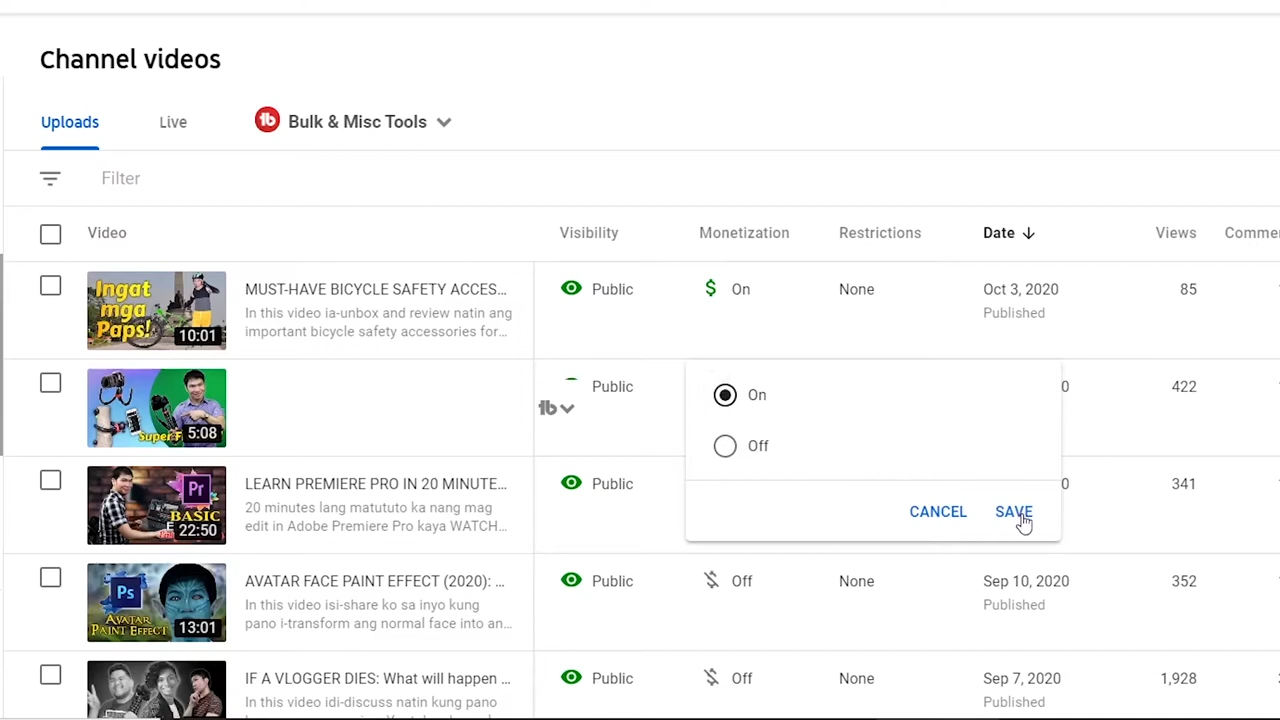 Channel videos
Uploads
Live
tb
Bulk & Misc Tools
Filter
Video
Visibility
Monetization
Restrictions
Date
Views
Ingat
mga
Paps!
10:01
MUST-HAVE BICYCLE SAFETY ACCES...
In this video ia-unbox and review natin ang
important bicycle safety accessories for...
Public
$
On
None
Oct 3, 2020
Published
85
5:08
Public
tb
0
422
On
Off
CANCEL
SAVE
Pr
BASIC
22:50
LEARN PREMIERE PRO IN 20 MINUTE...
20 minutes lang matututo ka nang mag
edit in Adobe Premiere Pro kaya WATCH...
Public
0
341
Ps
AVATAR
PAINT EFFECT
13:01
AVATAR FACE PAINT EFFECT (2020): ...
In this video isi-share ko sa inyo kung
pano i-transform ang normal face into an...
Public
Off
None
Sep 10, 2020
Published
352
IF A VLOGGER DIES: What will happen ...
In this video idi-discuss natin kung pano
Public
Off
None
Sep 7, 2020
Published
1,928